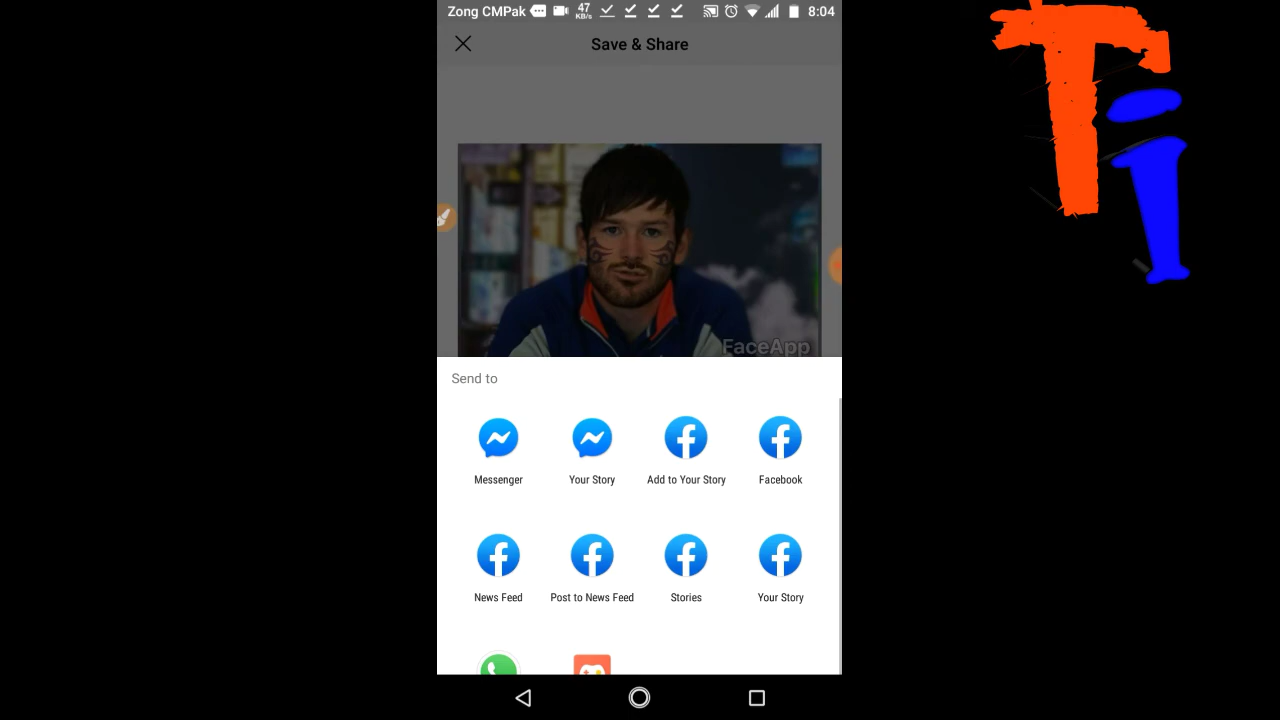 Zong CMPak 47 KB/s 8:04
Save & Share
Ti
FaceApp
Send to
Messenger Your Story Add to Your Story Facebook
News Feed Post to News Feed Stories Your Story